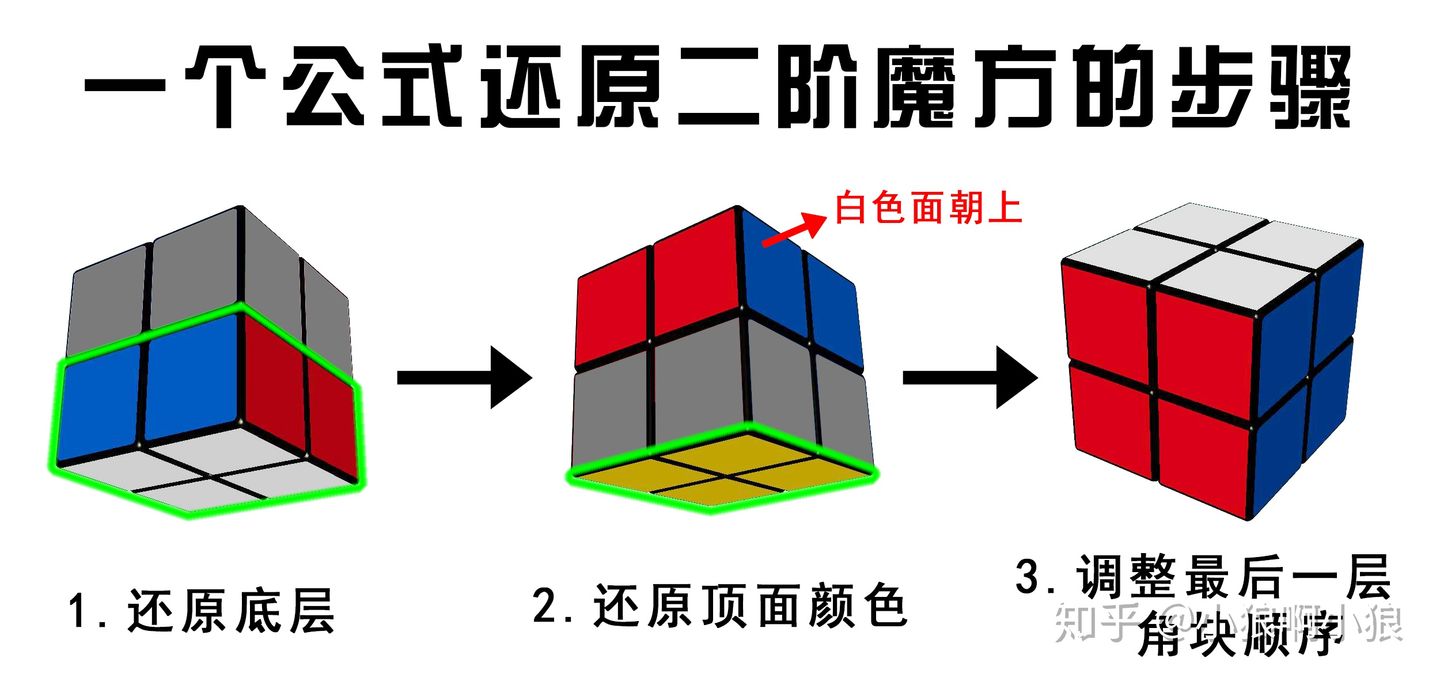 一个公式还原二阶魔方的步骤
白色面朝上
1.还原底层
2.还原顶面颜色
3.调整最后一层
角块顺序
知乎 @小狼啊小狼